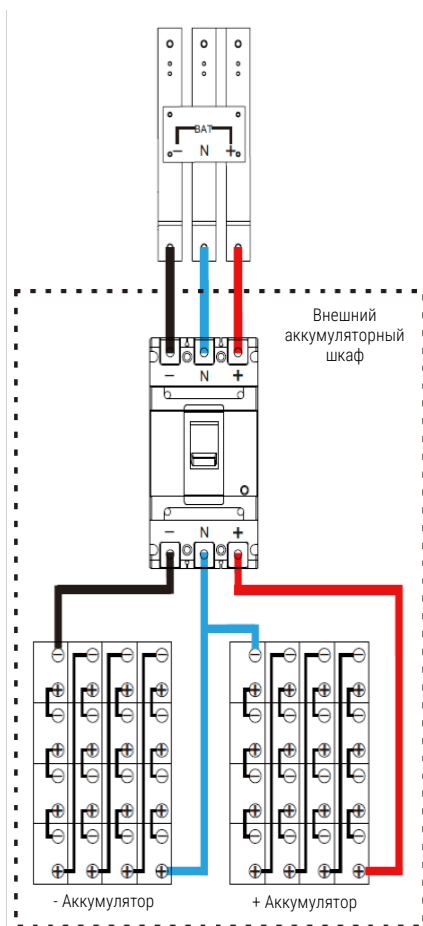 BAT
− N +
Внешний
аккумуляторный
шкаф
− N +
− N +
− − − −
+ + + +
− − − −
+ + + +
− − − −
+ + + +
− − − −
+ + + +
− − − −
+ + + +
− − − −
+ + + +
− − − −
+ + + +
− − − −
+ + + +
- Аккумулятор
+ Аккумулятор